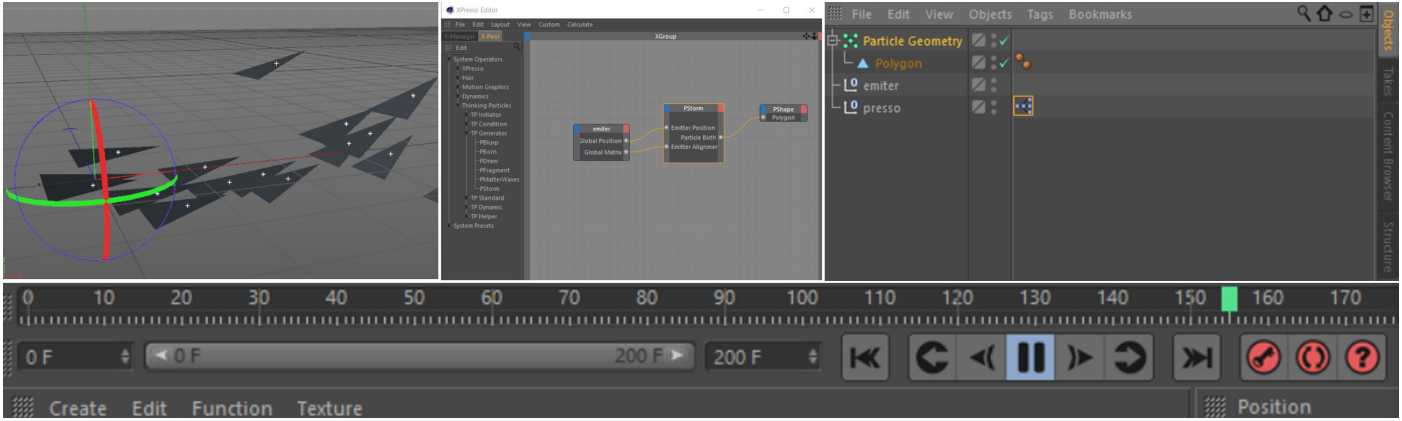 XPresso Editor
File Edit Layout View Custom Calculate
X-Manager X-Pool
XGroup
Edit
System Operators
XPresso
Hair
Motion Graphics
Dynamics
Thinking Particles
TP Initiator
TP Condition
TP Generator
PBlurp
PBorn
PDraw
PFragment
PMatterWaves
PStorm
TP Standard
TP Dynamic
TP Helper
System Presets
emiter
Global Position
Global Matrix
PStorm
Emitter Position
Particle Birth
Emitter Alignmen
PShape
Polygon
File Edit View Objects Tags Bookmarks
Particle Geometry
Polygon
emiter
presso
Objects
Takes
Content Browser
Structure
0 10 20 30 40 50 60 70 80 90 100 110 120 130 140 150 160 170
0 F 0 F 200 F 200 F
Create Edit Function Texture
Position